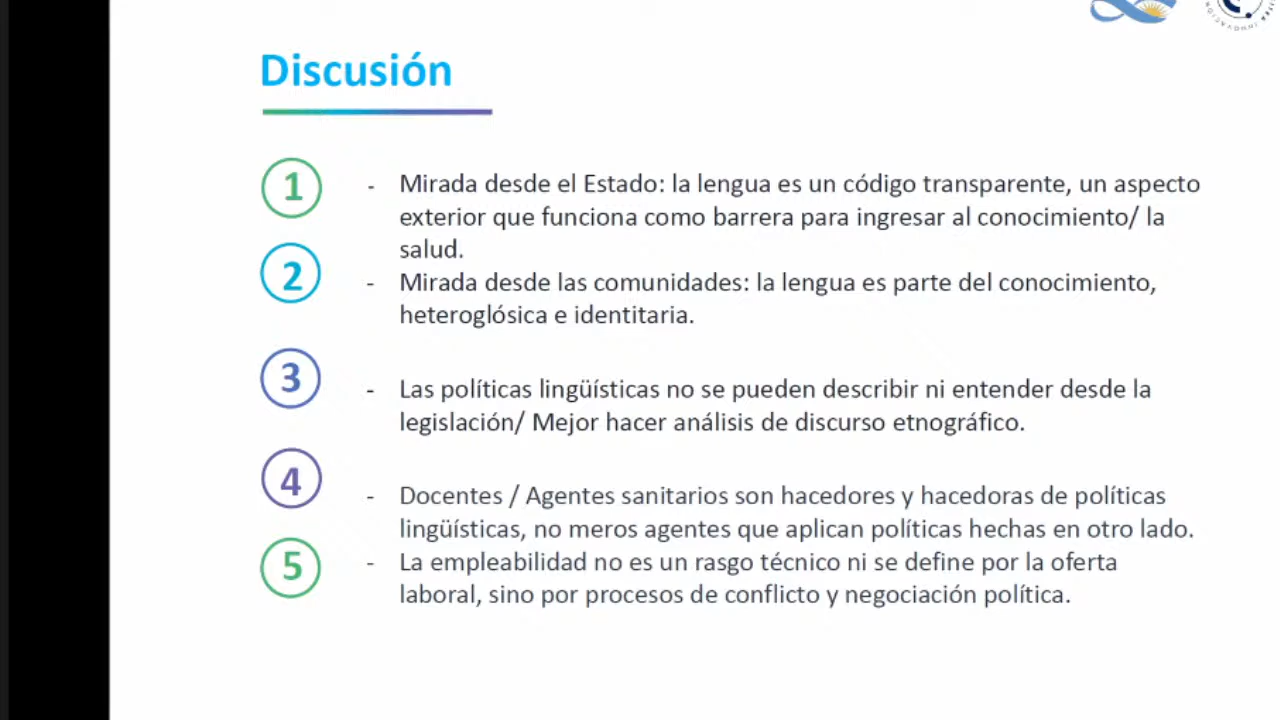 Discusión
1
- Mirada desde el Estado: la lengua es un código transparente, un aspecto
exterior que funciona como barrera para ingresar al conocimiento/ la
salud.
2
- Mirada desde las comunidades: la lengua es parte del conocimiento,
heteroglósica e identitaria.
3
- Las políticas lingüísticas no se pueden describir ni entender desde la
legislación/ Mejor hacer análisis de discurso etnográfico.
4
- Docentes / Agentes sanitarios son hacedores y hacedoras de políticas
lingüísticas, no meros agentes que aplican políticas hechas en otro lado.
5
- La empleabilidad no es un rasgo técnico ni se define por la oferta
laboral, sino por procesos de conflicto y negociación política.